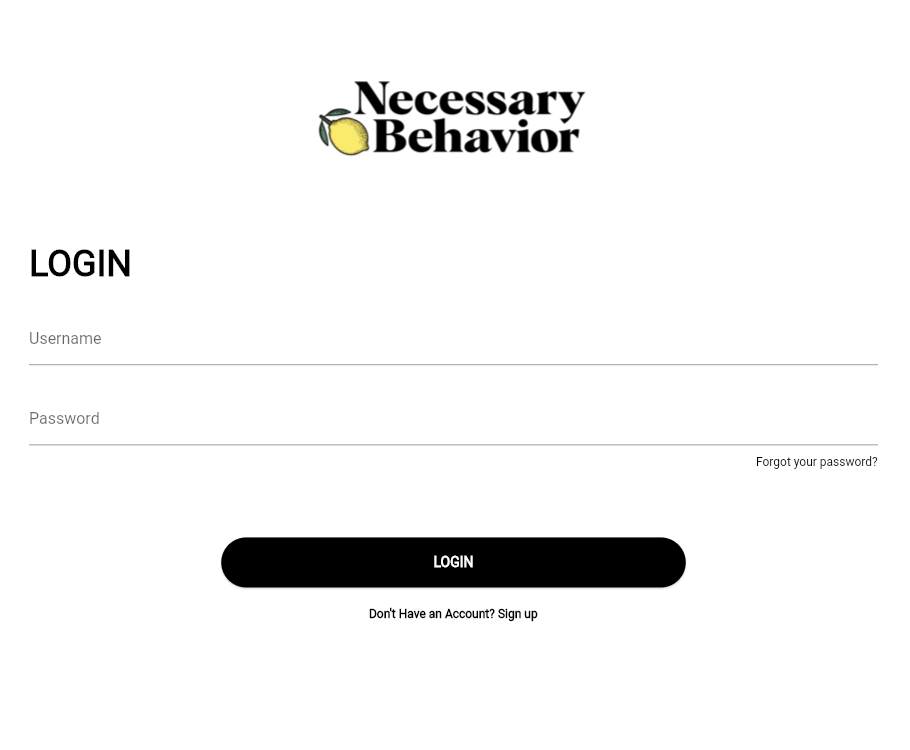 Necessary
Behavior
LOGIN
Username
Password
Forgot your password?
LOGIN
Don't Have an Account? Sign up